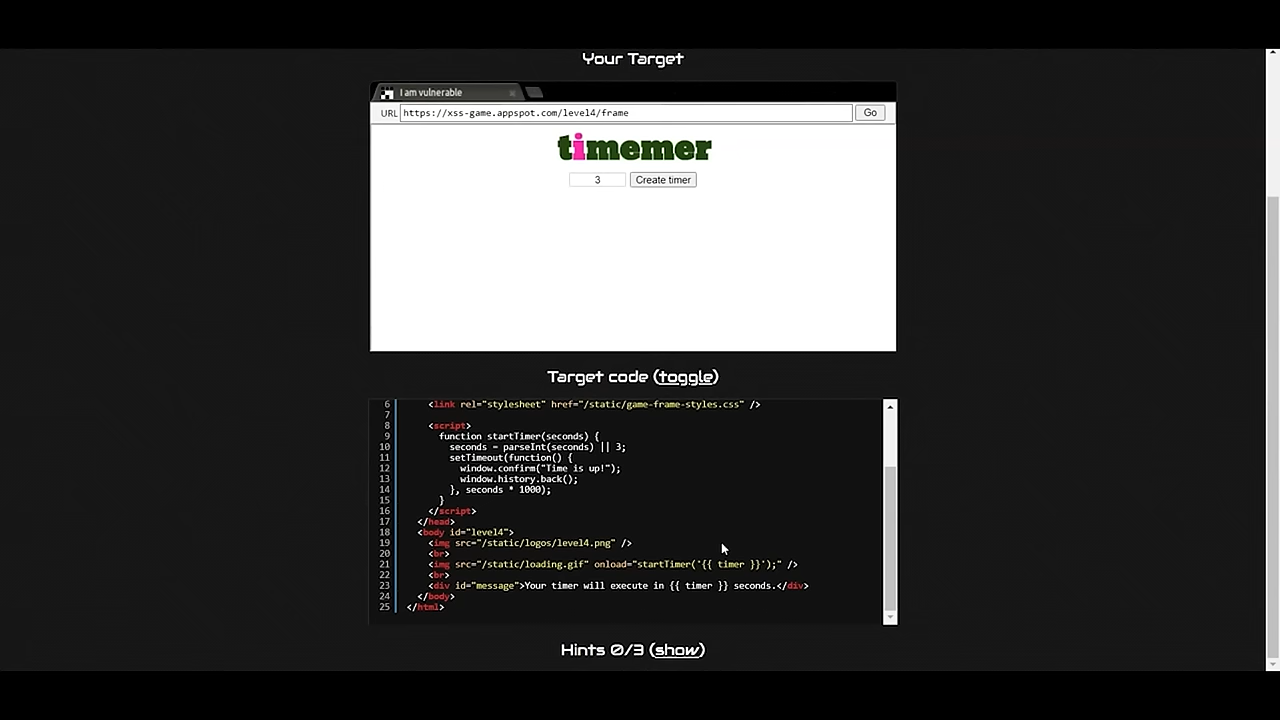 Your Target
I am vulnerable
URL https://xss-game.appspot.com/level4/frame Go
timemer
3 Create timer
Target code (toggle)
6 <link rel="stylesheet" href="/static/game-frame-styles.css" />
7
8 <script>
9 function startTimer(seconds) {
10 seconds = parseInt(seconds) || 3;
11 setTimeout(function() {
12 window.confirm("Time is up!");
13 window.history.back();
14 }, seconds * 1000);
15 }
16 </script>
17 </head>
18 <body id="level4">
19 <img src="/static/logos/level4.png" />
20 <br>
21 <img src="/static/loading.gif" onload="startTimer('{{ timer }}');" />
22 <br>
23 <div id="message">Your timer will execute in {{ timer }} seconds.</div>
24 </body>
25 </html>
Hints 0/3 (show)